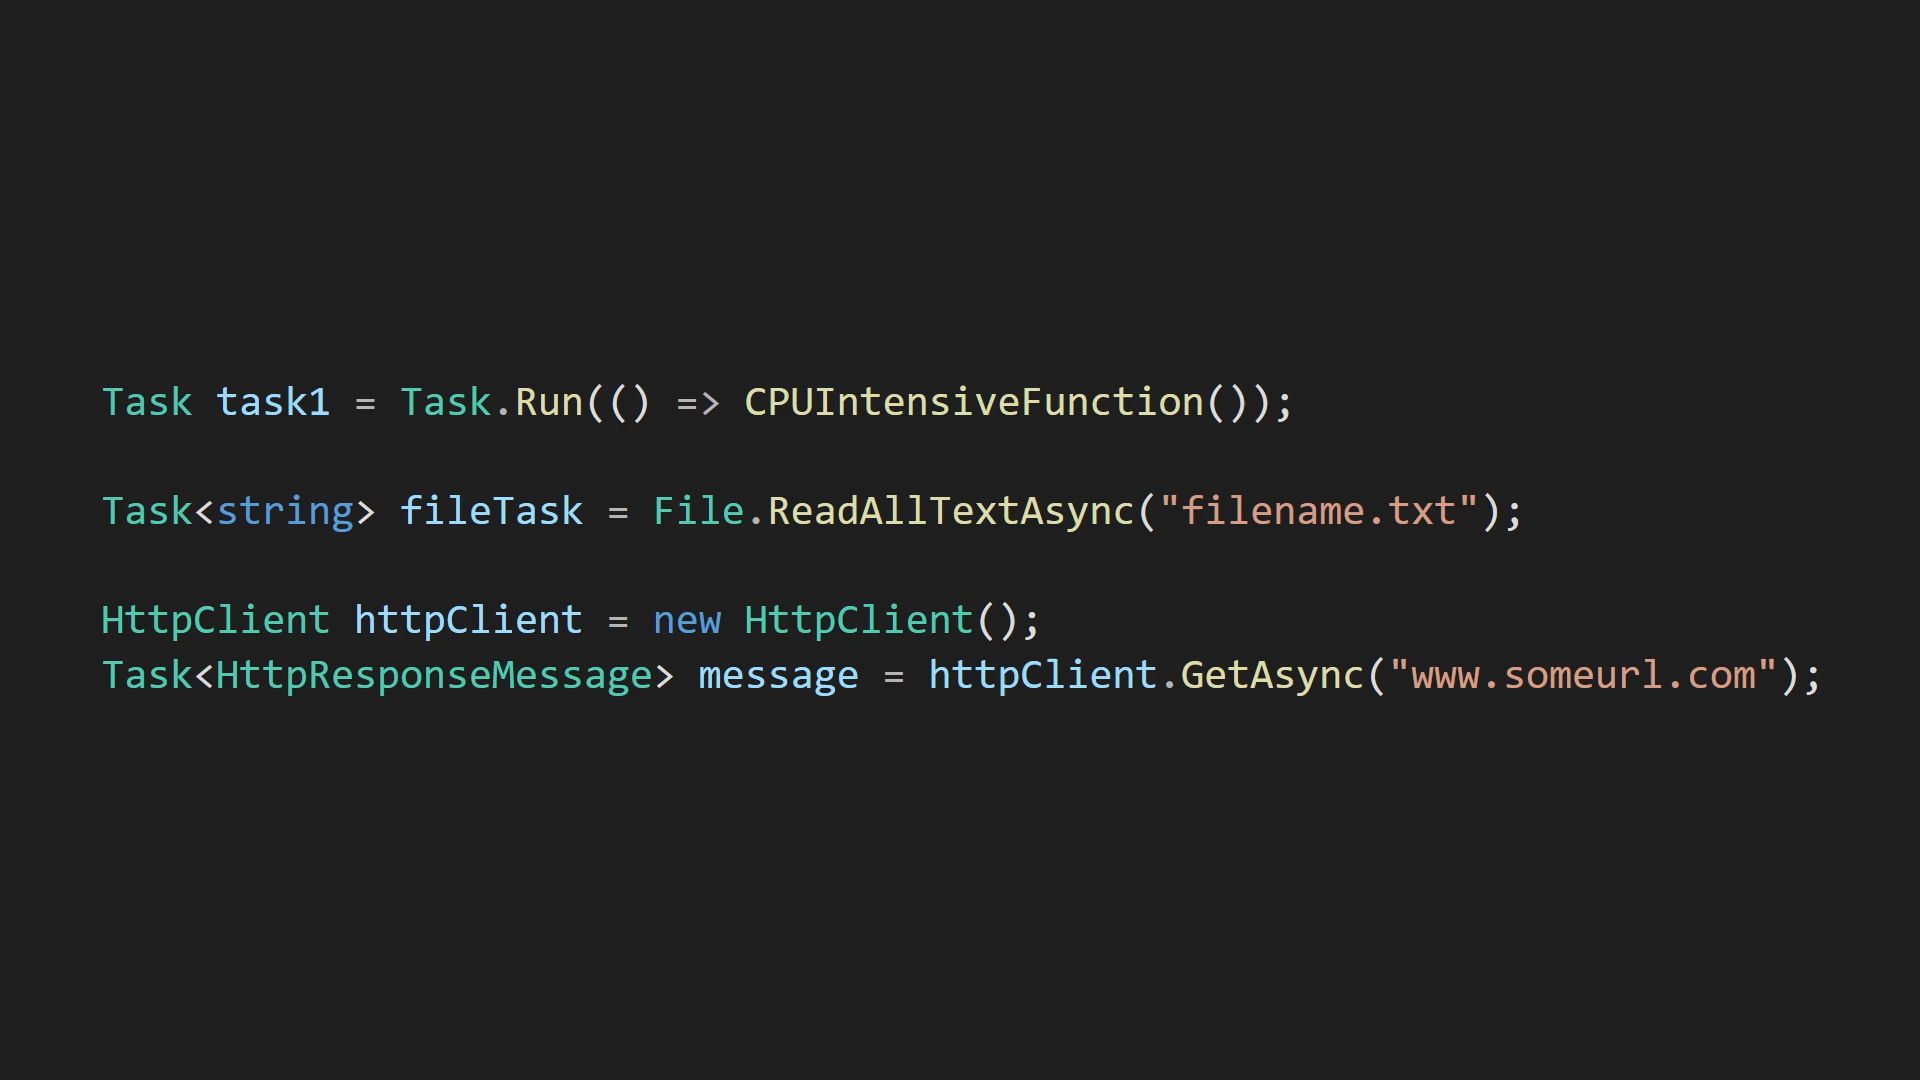 Task task1 = Task.Run(() => CPUIntensiveFunction());
Task<string> fileTask = File.ReadAllTextAsync("filename.txt");
HttpClient httpClient = new HttpClient();
Task<HttpResponseMessage> message = httpClient.GetAsync("www.someurl.com");